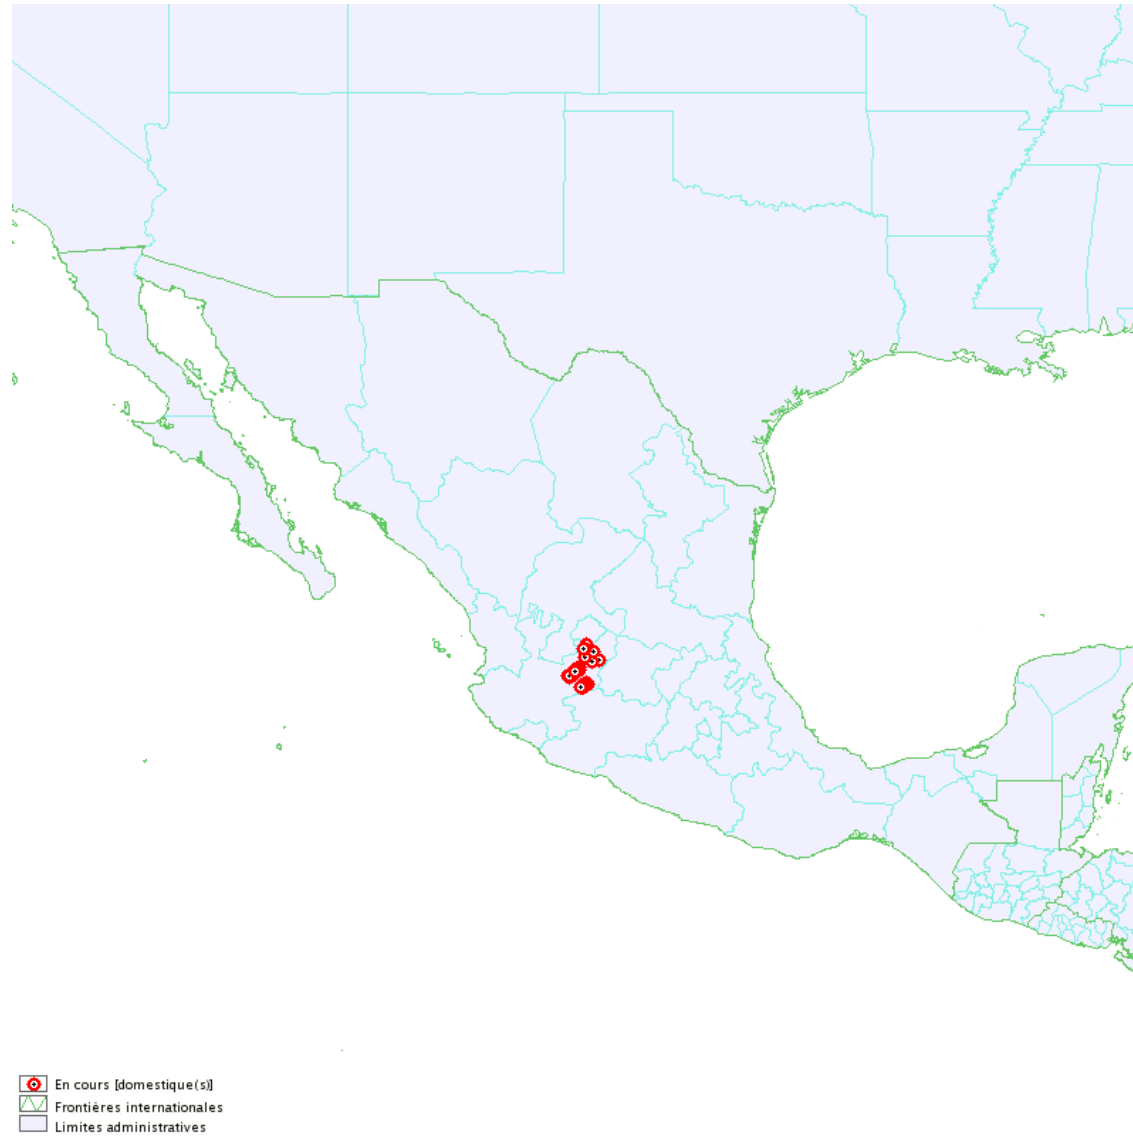 En cours [domestique(s)]
Frontières internationales
Limites administratives